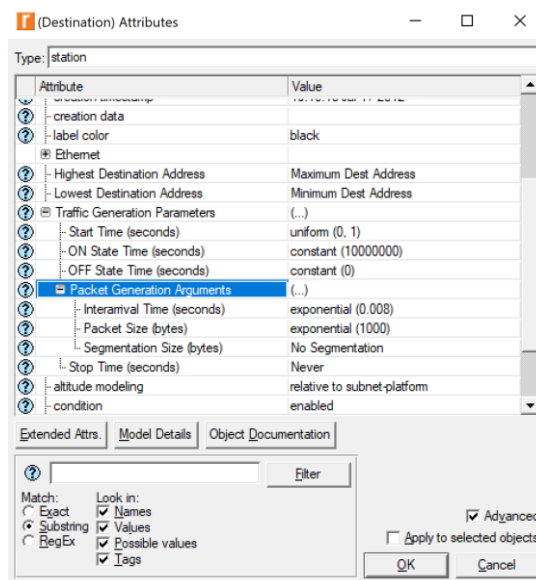 (Destination) Attributes
Type: station
Attribute Value
creation data
label color black
Ethernet
Highest Destination Address Maximum Dest Address
Lowest Destination Address Minimum Dest Address
Traffic Generation Parameters (...)
Start Time (seconds) uniform (0, 1)
ON State Time (seconds) constant (10000000)
OFF State Time (seconds) constant (0)
Packet Generation Arguments (...)
Interarrival Time (seconds) exponential (0.008)
Packet Size (bytes) exponential (1000)
Segmentation Size (bytes) No Segmentation
Stop Time (seconds) Never
altitude modeling relative to subnet-platform
condition enabled
Extended Attrs. Model Details Object Documentation
Filter
Match: Look in:
Exact Names
Substring Values
RegEx Possible values
Tags
Advanced
Apply to selected objects
OK Cancel